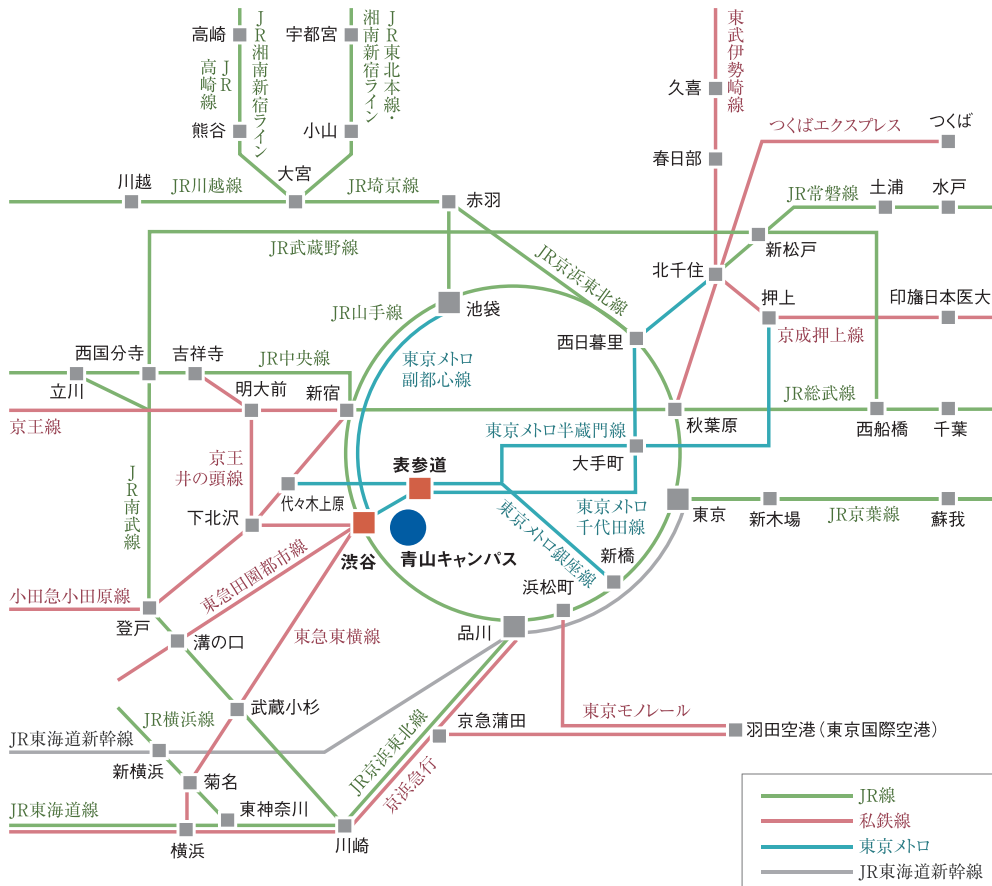 高崎
JR湘南新宿ライン
JR
高崎線
宇都宮
JR東北本線・
湘南新宿ライン
東武伊勢崎線
久喜
つくばエクスプレス
つくば
熊谷
小山
春日部
川越
JR川越線
大宮
JR埼京線
赤羽
JR常磐線
土浦
水戸
JR武蔵野線
JR京浜東北線
新松戸
北千住
押上
印旛日本医大
JR山手線
池袋
西日暮里
京成押上線
西国分寺
吉祥寺
JR中央線
東京メトロ
副都心線
立川
明大前
新宿
JR総武線
京王線
東京メトロ半蔵門線
秋葉原
西船橋
千葉
京王
井の頭線
表参道
大手町
JR南武線
代々木上原
東京メトロ
千代田線
東京
新木場
JR京葉線
蘇我
下北沢
渋谷
青山キャンパス
東京メトロ銀座線
新橋
小田急小田原線
東急田園都市線
浜松町
登戸
溝の口
東急東横線
品川
JR横浜線
武蔵小杉
京急蒲田
東京モノレール
羽田空港(東京国際空港)
JR東海道新幹線
新横浜
JR京浜東北線
京浜急行
菊名
JR東海道線
東神奈川
横浜
川崎
JR線
私鉄線
東京メトロ
JR東海道新幹線